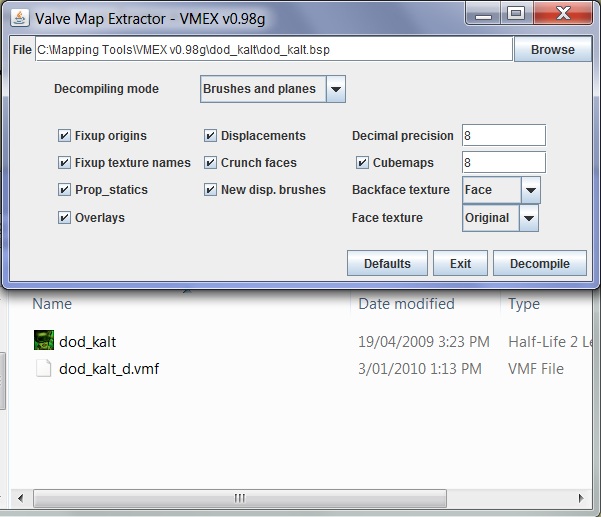 Valve Map Extractor - VMEX v0.98g
File C:\Mapping Tools\VMEX v0.98g\dod_kalt\dod_kalt.bsp Browse
Decompiling mode Brushes and planes
Fixup origins Displacements Decimal precision 8
Fixup texture names Crunch faces Cubemaps 8
Prop_statics New disp. brushes Backface texture Face
Overlays Face texture Original
Defaults Exit Decompile
Name Date modified Type
dod_kalt 19/04/2009 3:23 PM Half-Life 2 Le
dod_kalt_d.vmf 3/01/2010 1:13 PM VMF File